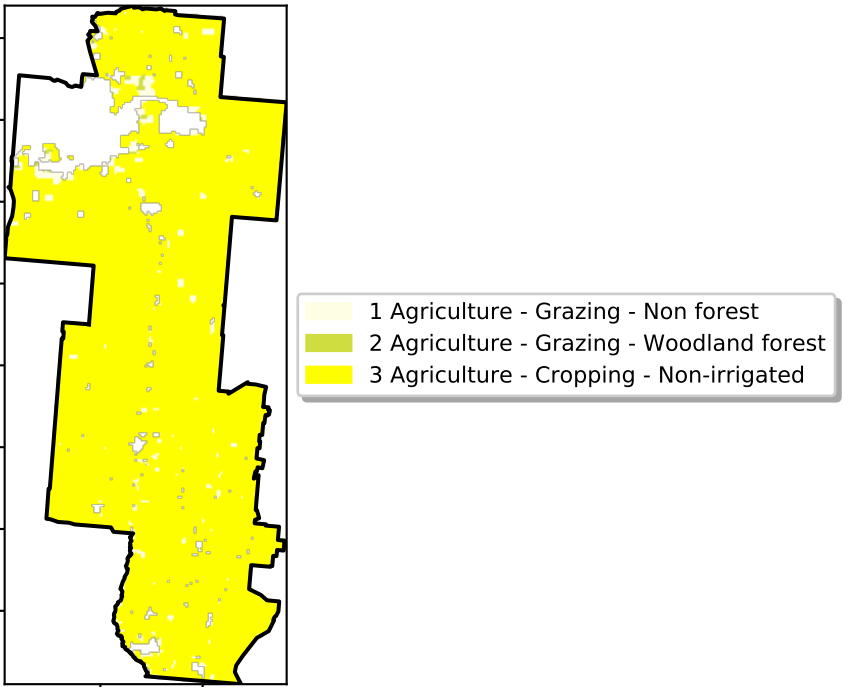 1 Agriculture - Grazing - Non forest
2 Agriculture - Grazing - Woodland forest
3 Agriculture - Cropping - Non-irrigated